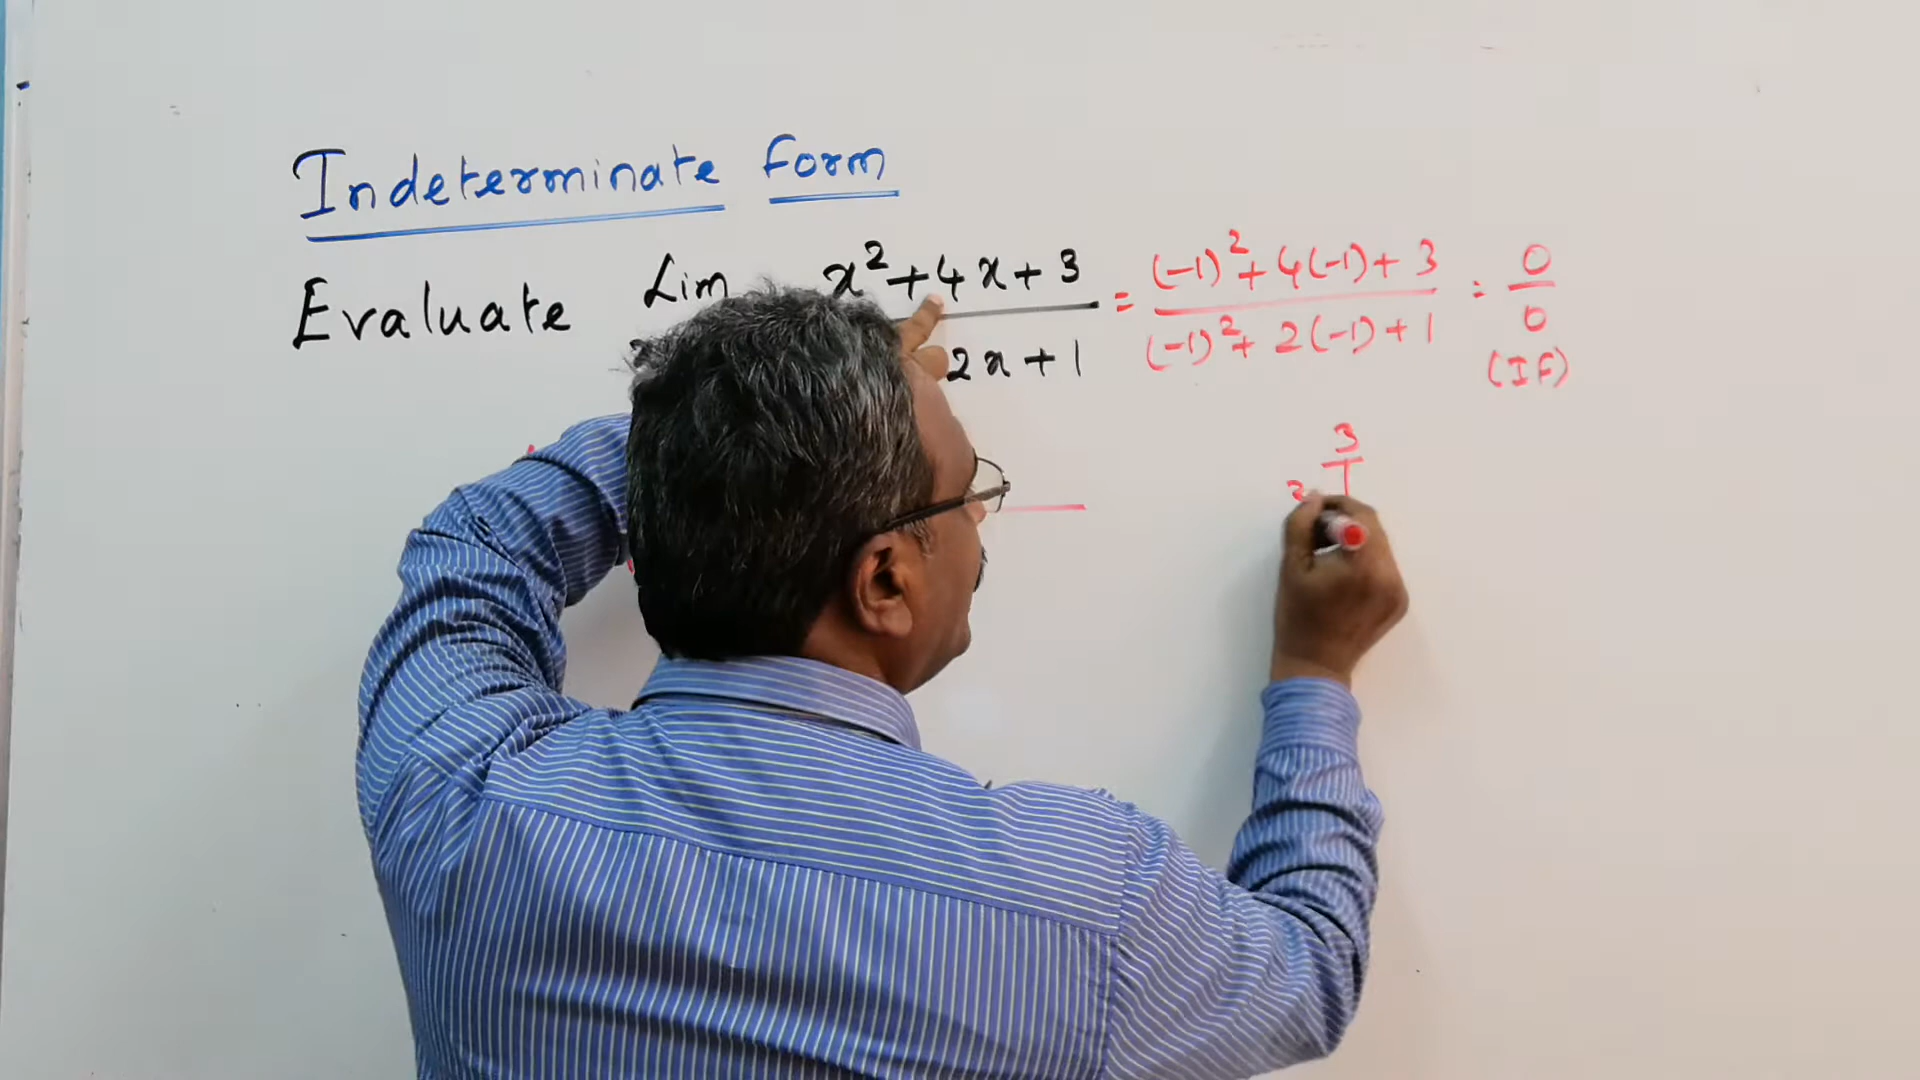 Indeterminate form
Evaluate Lim x² + 4x + 3 = (-1)² + 4(-1) + 3 = 0
2x + 1 (-1)² + 2(-1) + 1 0
(IF)
3